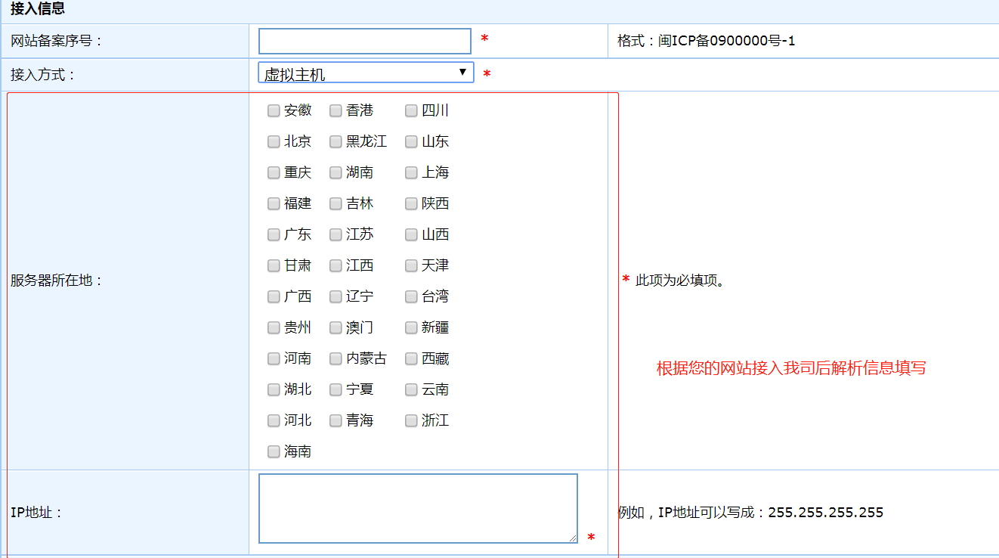 接入信息
网站备案序号：
*
格式：闽ICP备0900000号-1
接入方式：
虚拟主机
*
安徽 香港 四川
北京 黑龙江 山东
重庆 湖南 上海
福建 吉林 陕西
广东 江苏 山西
甘肃 江西 天津
服务器所在地：
* 此项为必填项。
广西 辽宁 台湾
贵州 澳门 新疆
河南 内蒙古 西藏
根据您的网站接入我司后解析信息填写
湖北 宁夏 云南
河北 青海 浙江
海南
IP地址：
*
例如，IP地址可以写成：255.255.255.255